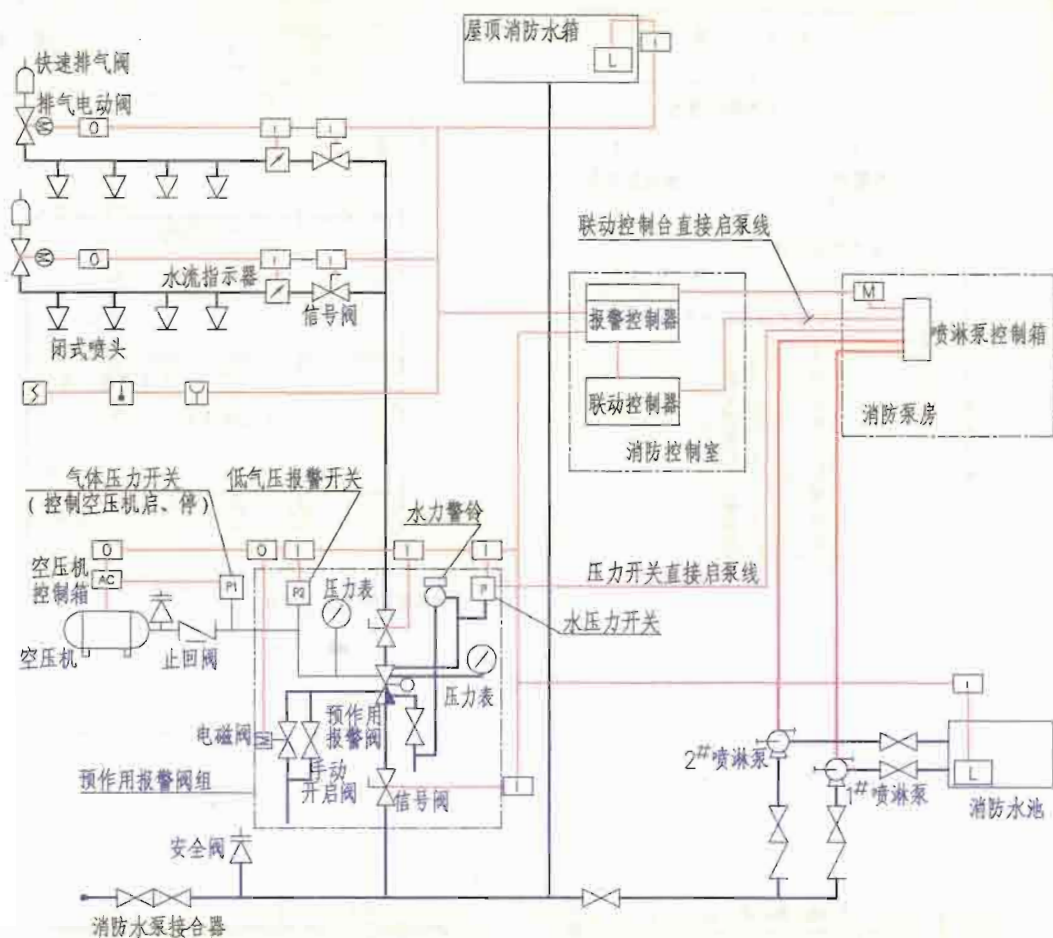 屋顶消防水箱
L
I
快速排气阀
排气电动阀
M
O
I
I
联动控制台直接启泵线
M
O
I
I
水流指示器
信号阀
闭式喷头
报警控制器
联动控制器
消防控制室
M
喷淋泵控制箱
消防泵房
气体压力开关
(控制空压机启、停)
低气压报警开关
水力警铃
O
O
I
I
I
空压机
控制箱
AC
P1
P2
压力表
P
压力开关直接启泵线
水压力开关
空压机
止回阀
压力表
I
电磁阀
M
预作用
报警阀
手动
开启阀
信号阀
I
预作用报警阀组
2#喷淋泵
1#喷淋泵
L
消防水池
安全阀
消防水泵接合器